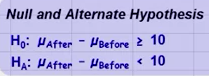 Null and Alternate Hypothesis
H₀: μAfter – μBefore ≥ 10
HA: μAfter – μBefore < 10